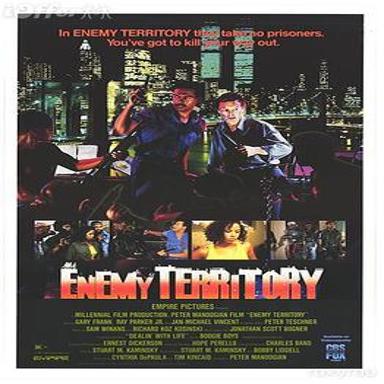 iOffer
In ENEMY TERRITORY they take no prisoners.
You've got to kill your way out.
ENEMY TERRITORY
EMPIRE PICTURES
MILLENNIAL FILM PRODUCTION. PETER MANOOGIAN FILM "ENEMY TERRITORY"
GARY FRANK RAY PARKER JR. JAN MICHAEL VINCENT PETER TESCHNER
SAM WINANS RICHARD KOZ KOSINSKI JONATHAN SCOTT BOGNER
"DEALIN' WITH LIFE" BOOGIE BOYS
ERNEST DICKERSON HOPE PERELLO CHARLES BAND
STUART M. KAMINSKY STUART M. KAMINSKY & BOBBY LIDDELL
CYNTHIA DePAULA TIM KINCAID PETER MANOOGIAN
EMPIRE
CBS
FOX